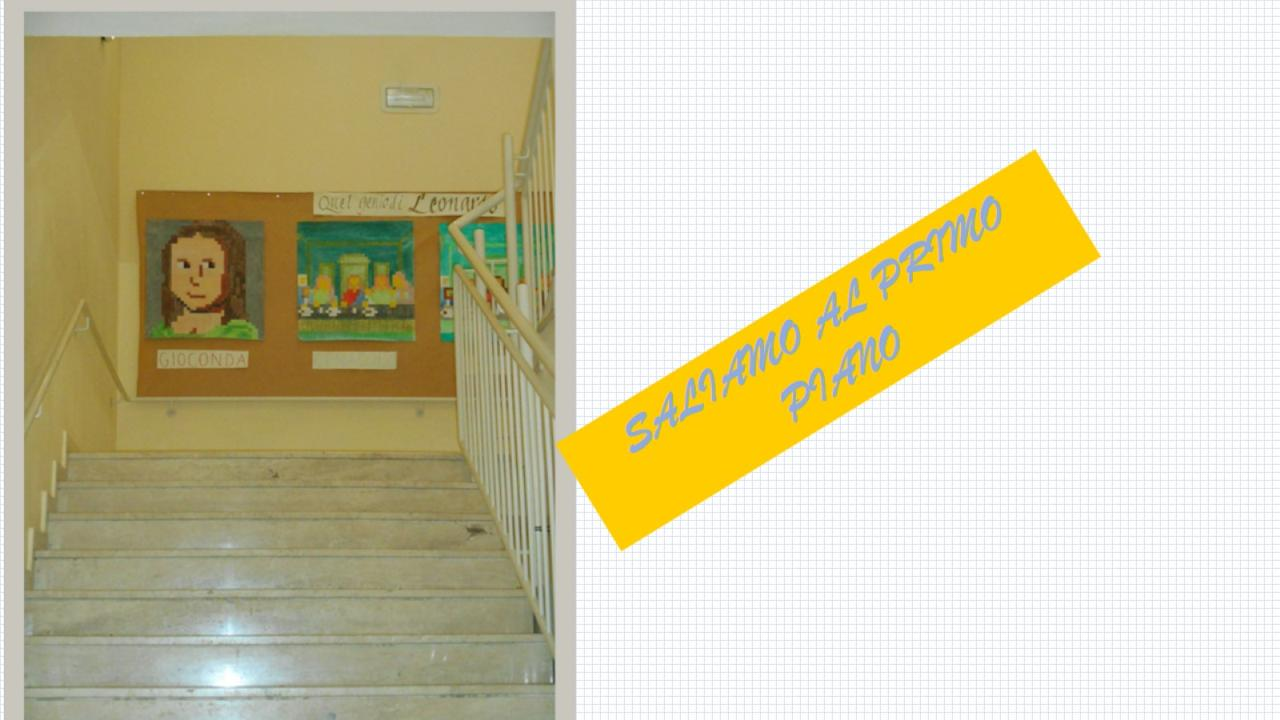 Quel genio di Leonardo
GIOCONDA
SALIAMO AL PRIMO
PIANO